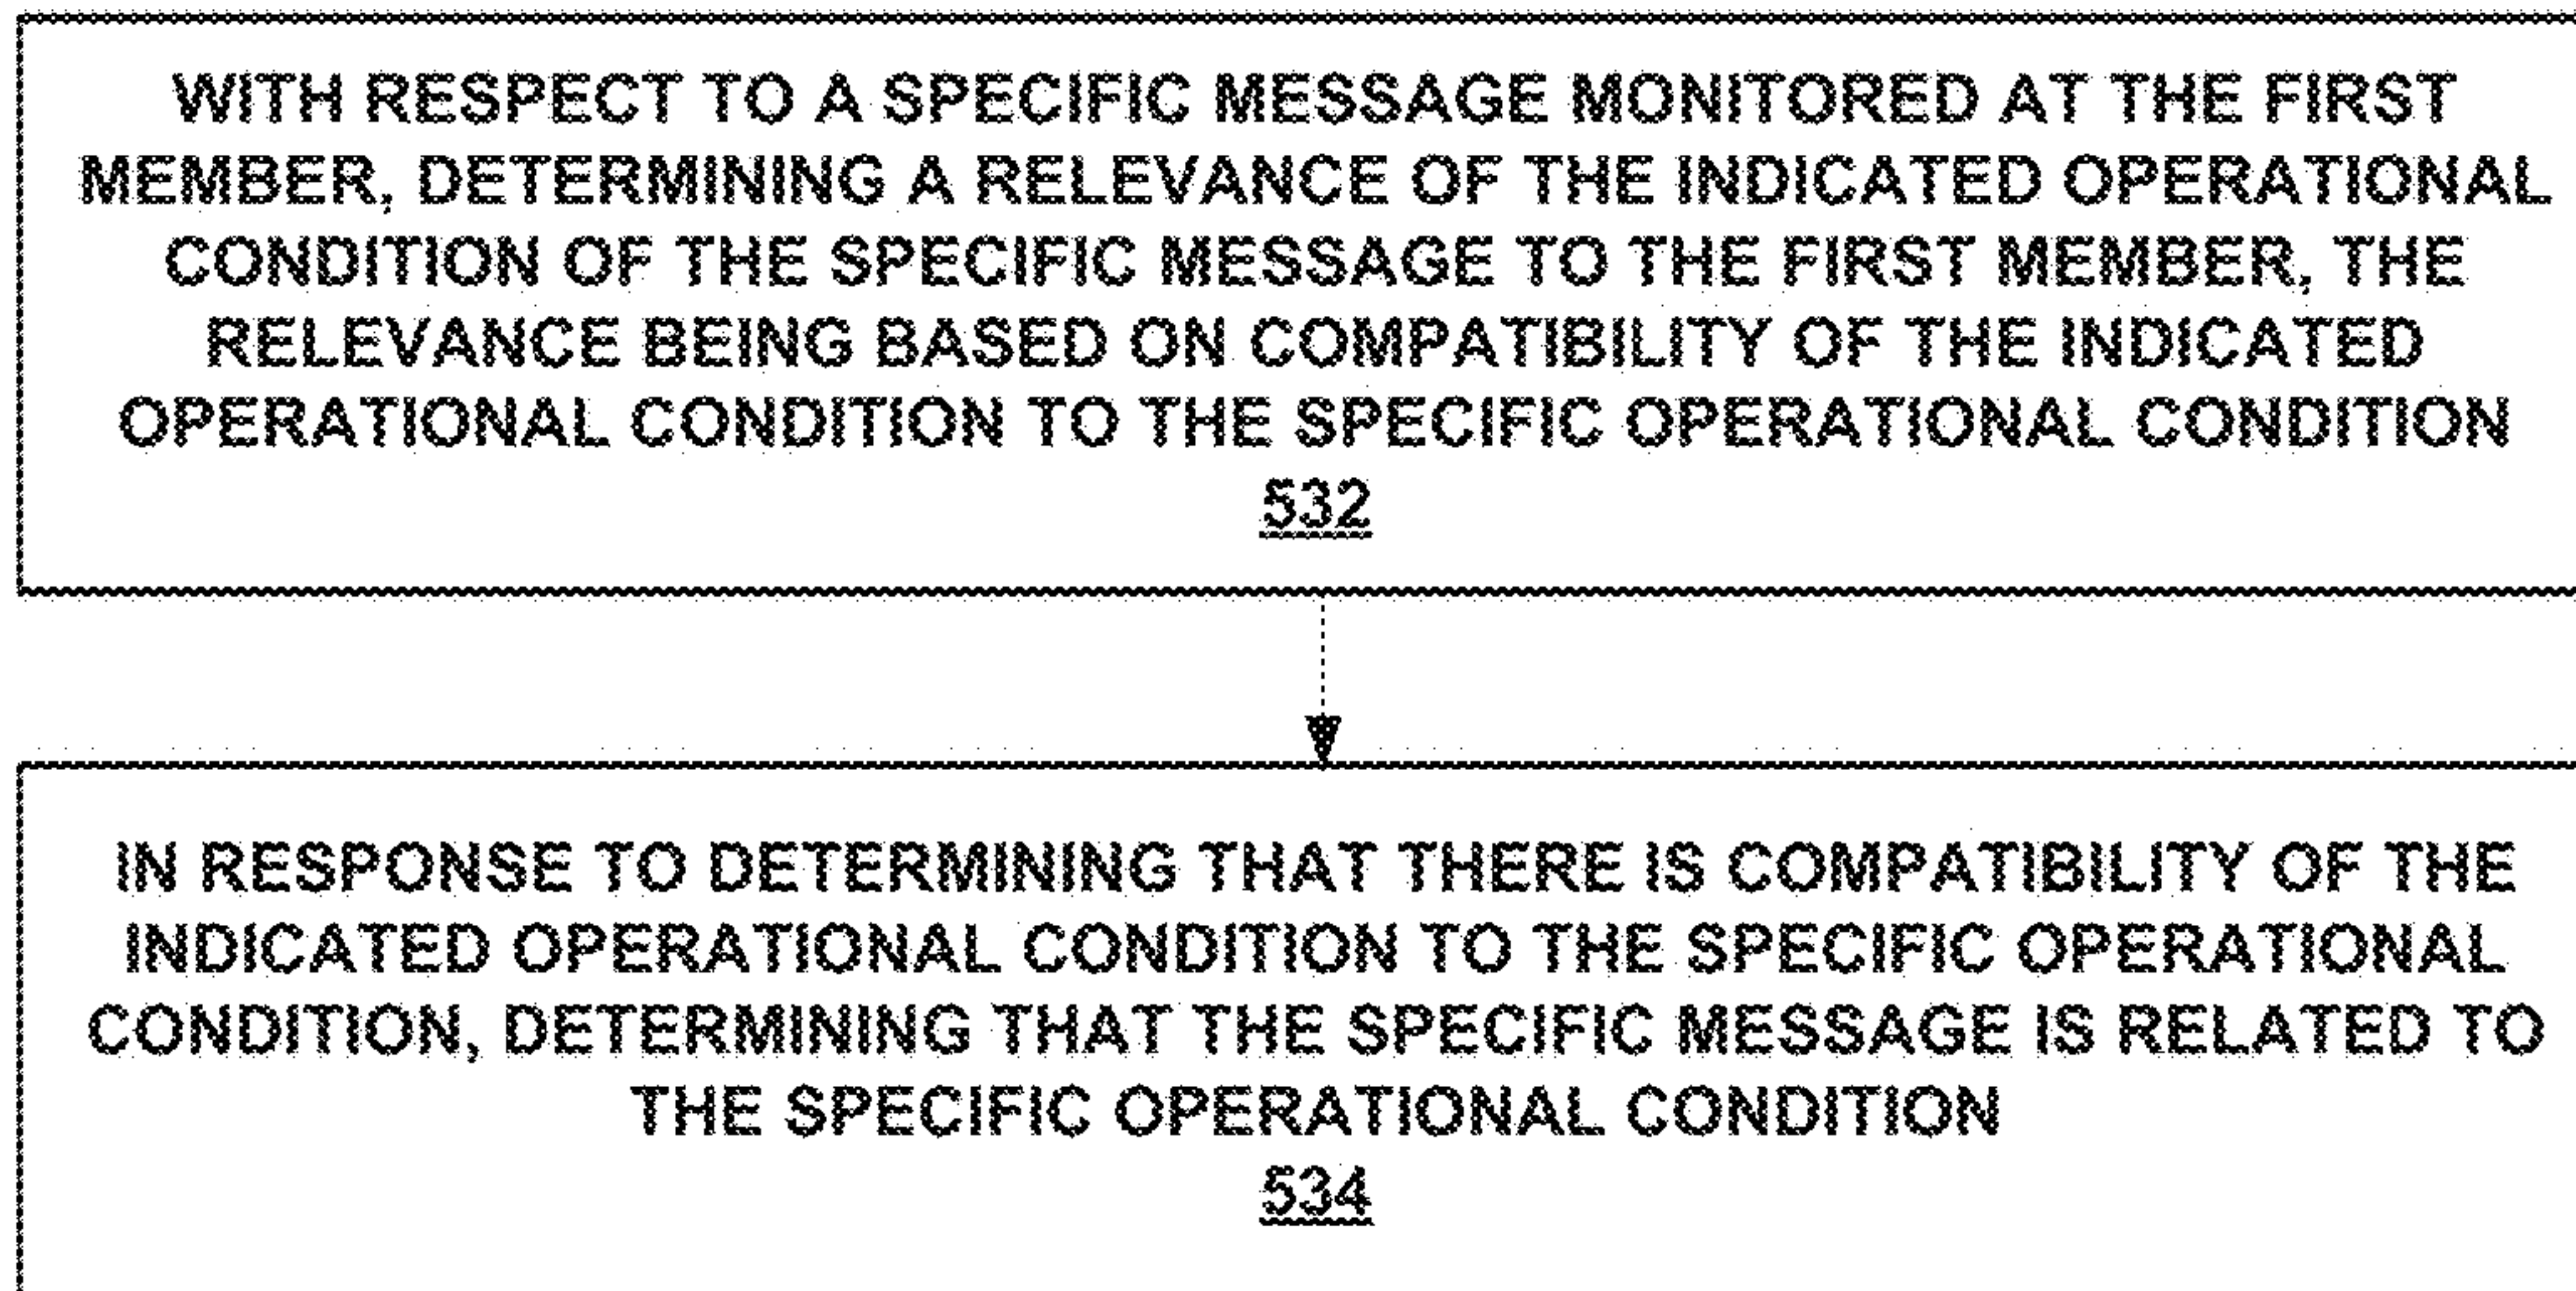 WITH RESPECT TO A SPECIFIC MESSAGE MONITORED AT THE FIRST
MEMBER, DETERMINING A RELEVANCE OF THE INDICATED OPERATIONAL
CONDITION OF THE SPECIFIC MESSAGE TO THE FIRST MEMBER, THE
RELEVANCE BEING BASED ON COMPATIBILITY OF THE INDICATED
OPERATIONAL CONDITION TO THE SPECIFIC OPERATIONAL CONDITION
532
IN RESPONSE TO DETERMINING THAT THERE IS COMPATIBILITY OF THE
INDICATED OPERATIONAL CONDITION TO THE SPECIFIC OPERATIONAL
CONDITION, DETERMINING THAT THE SPECIFIC MESSAGE IS RELATED TO
THE SPECIFIC OPERATIONAL CONDITION
534